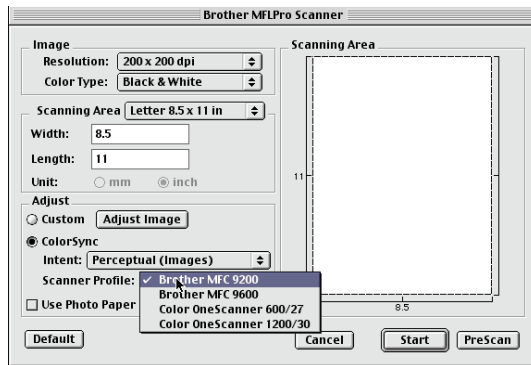 Brother MFLPro Scanner
Image
Resolution: 200 x 200 dpi
Color Type: Black & White
Scanning Area Letter 8.5 x 11 in
Width: 8.5
Length: 11
Unit: mm inch
Adjust
Custom Adjust Image
ColorSync
Intent: Perceptual (Images)
Scanner Profile: ✓ Brother MFC 9200
Brother MFC 9600
Color OneScanner 600/27
Color OneScanner 1200/30
Use Photo Paper
Default
Scanning Area
11
8.5
Cancel Start PreScan